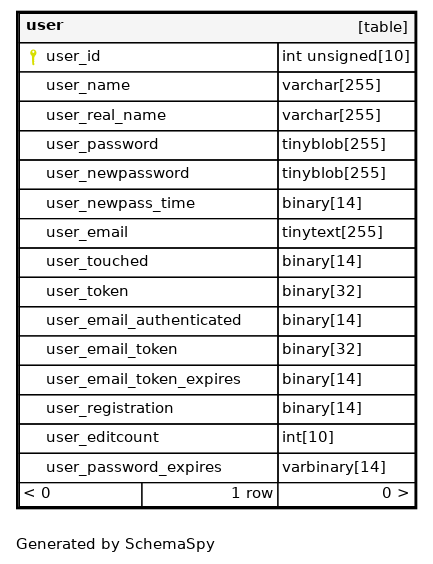 user [table]
user_id int unsigned[10]
user_name varchar[255]
user_real_name varchar[255]
user_password tinyblob[255]
user_newpassword tinyblob[255]
user_newpass_time binary[14]
user_email tinytext[255]
user_touched binary[14]
user_token binary[32]
user_email_authenticated binary[14]
user_email_token binary[32]
user_email_token_expires binary[14]
user_registration binary[14]
user_editcount int[10]
user_password_expires varbinary[14]
< 0 1 row 0 >
Generated by SchemaSpy